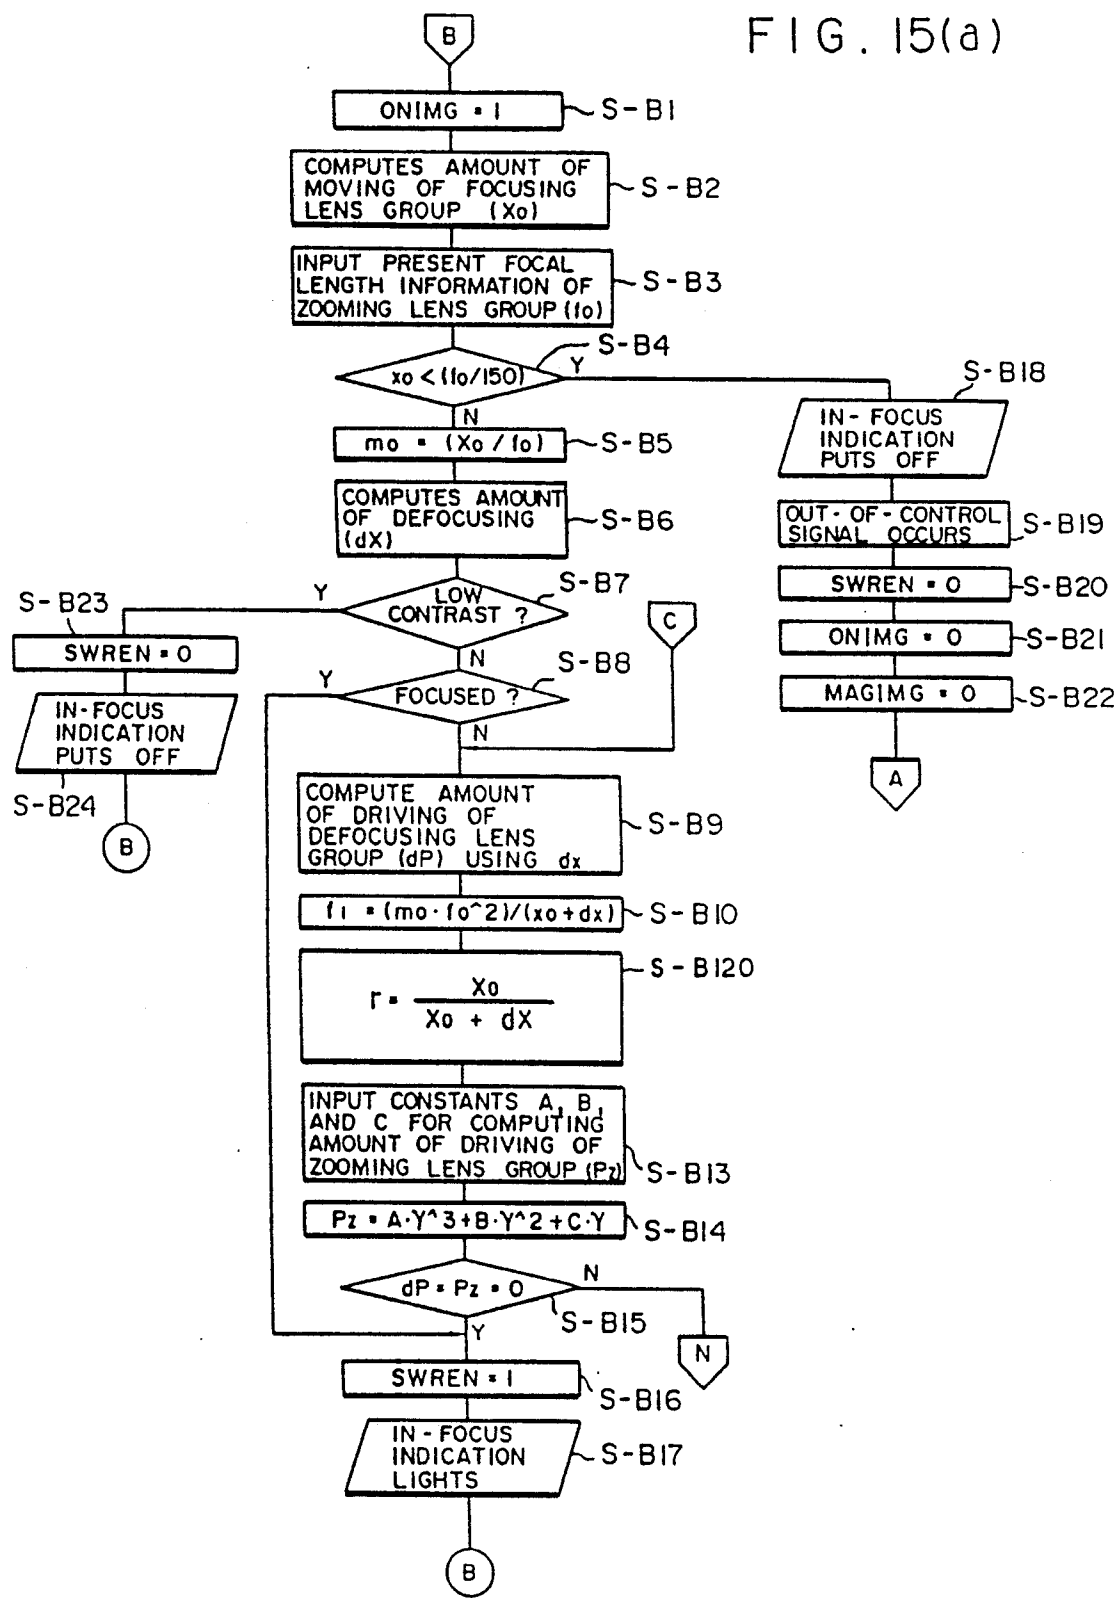 FIG. 15(a)
B
ONIMG = 1
S-B1
COMPUTES AMOUNT OF
MOVING OF FOCUSING
LENS GROUP (Xo)
S-B2
INPUT PRESENT FOCAL
LENGTH INFORMATION OF
ZOOMING LENS GROUP (fo)
S-B3
S-B4
xo < (fo/150)
Y
N
mo = (Xo / fo)
S-B5
COMPUTES AMOUNT
OF DEFOCUSING
(dX)
S-B6
S-B7
LOW
CONTRAST ?
Y
N
S-B23
SWREN = 0
IN-FOCUS
INDICATION
PUTS OFF
S-B24
B
S-B8
FOCUSED ?
Y
N
C
S-B18
IN-FOCUS
INDICATION
PUTS OFF
OUT-OF-CONTROL
SIGNAL OCCURS
S-B19
SWREN = 0
S-B20
ONIMG = 0
S-B21
MAGIMG = 0
S-B22
A
COMPUTE AMOUNT
OF DRIVING OF
DEFOCUSING LENS
GROUP (dP) USING dx
S-B9
fi = (mo·fo^2)/(xo+dx)
S-B10
S-B120
r = Xo
Xo + dX
INPUT CONSTANTS A, B,
AND C FOR COMPUTING
AMOUNT OF DRIVING OF
ZOOMING LENS GROUP (Pz)
S-B13
Pz = A·Y^3+B·Y^2+C·Y
S-B14
dP = Pz = 0
N
S-B15
Y
N
SWREN = 1
S-B16
IN-FOCUS
INDICATION
LIGHTS
S-B17
B